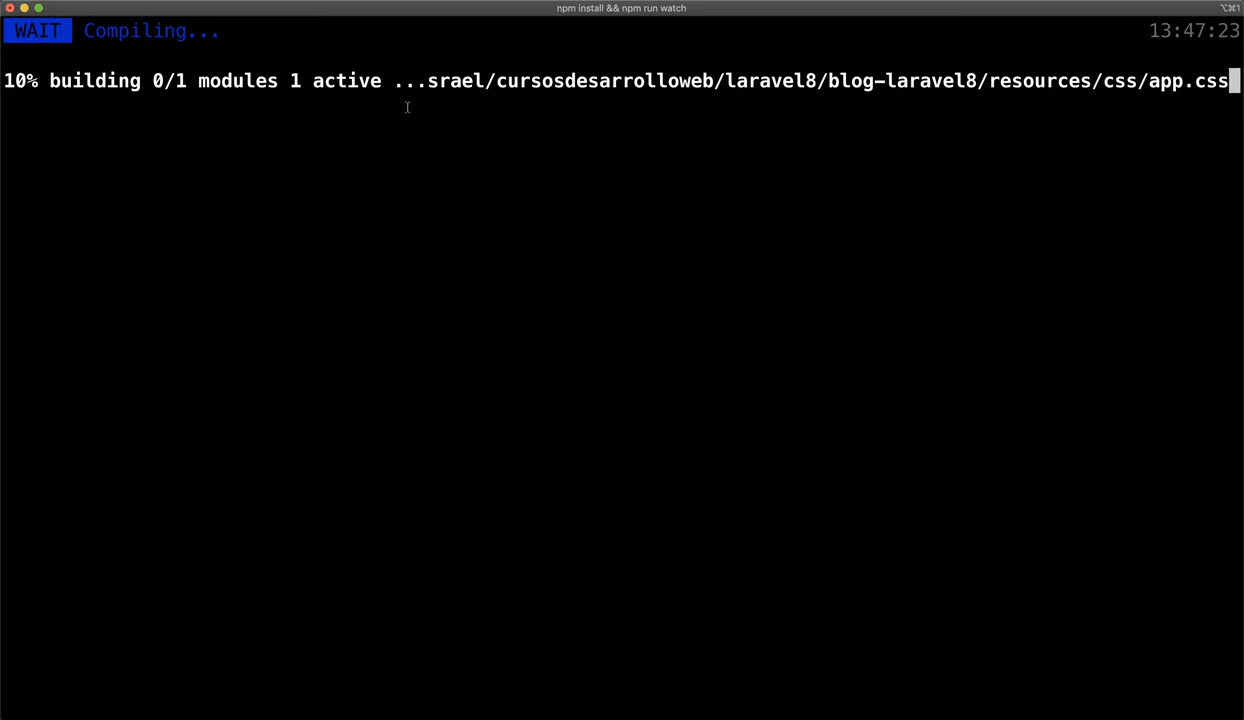 npm install && npm run watch
⌥⌘1
WAIT Compiling... 13:47:23
10% building 0/1 modules 1 active ...srael/cursosdesarrolloweb/laravel8/blog-laravel8/resources/css/app.css